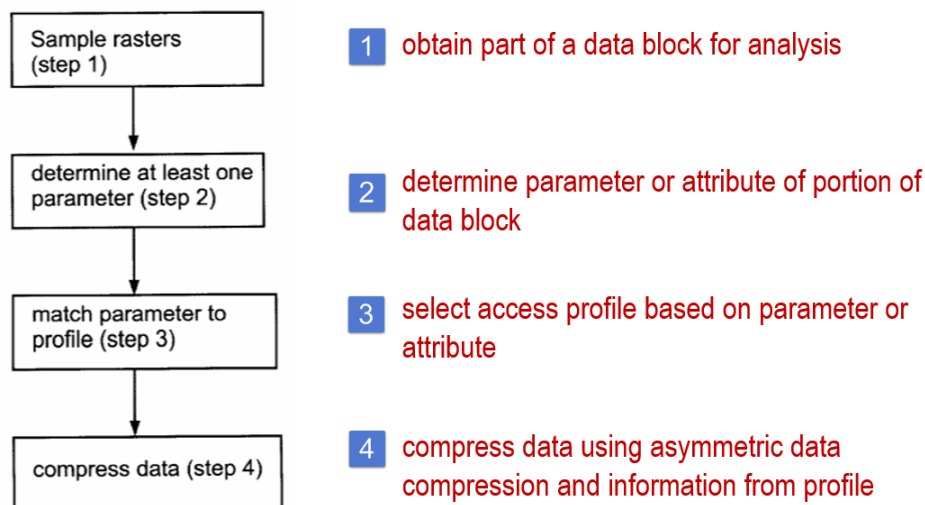 Sample rasters
(step 1)
1
obtain part of a data block for analysis
determine at least one
parameter (step 2)
2
determine parameter or attribute of portion of
data block
match parameter to
profile (step 3)
3
select access profile based on parameter or
attribute
compress data (step 4)
4
compress data using asymmetric data
compression and information from profile